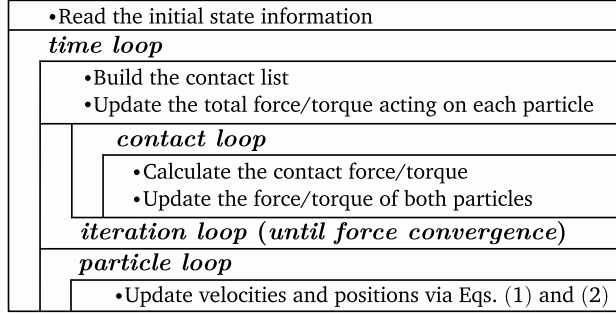 •Read the initial state information
time loop
•Build the contact list
•Update the total force/torque acting on each particle
contact loop
•Calculate the contact force/torque
•Update the force/torque of both particles
iteration loop (until force convergence)
particle loop
•Update velocities and positions via Eqs. (1) and (2)